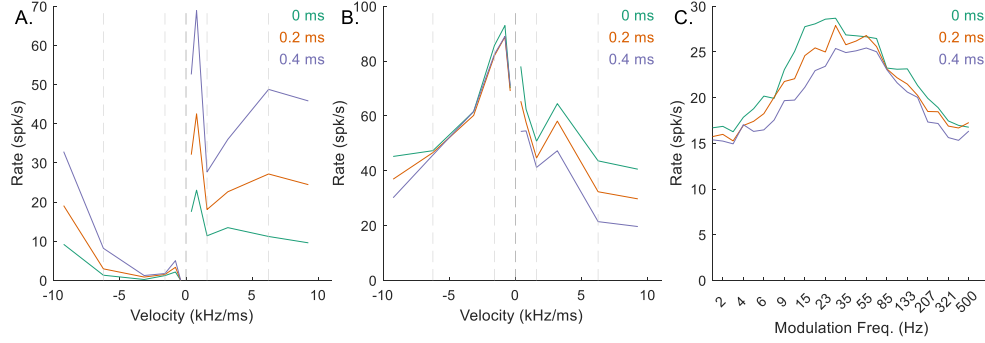 A.
0 ms
0.2 ms
0.4 ms
70
60
50
40
30
20
10
0
Rate (spk/s)
-10 -5 0 5 10
Velocity (kHz/ms)
B.
0 ms
0.2 ms
0.4 ms
100
80
60
40
20
0
Rate (spk/s)
-10 -5 0 5 10
Velocity (kHz/ms)
C.
0 ms
0.2 ms
0.4 ms
30
25
20
15
10
5
0
Rate (spk/s)
2 4 6 9 15 23 35 55 85 133 207 321 500
Modulation Freq. (Hz)